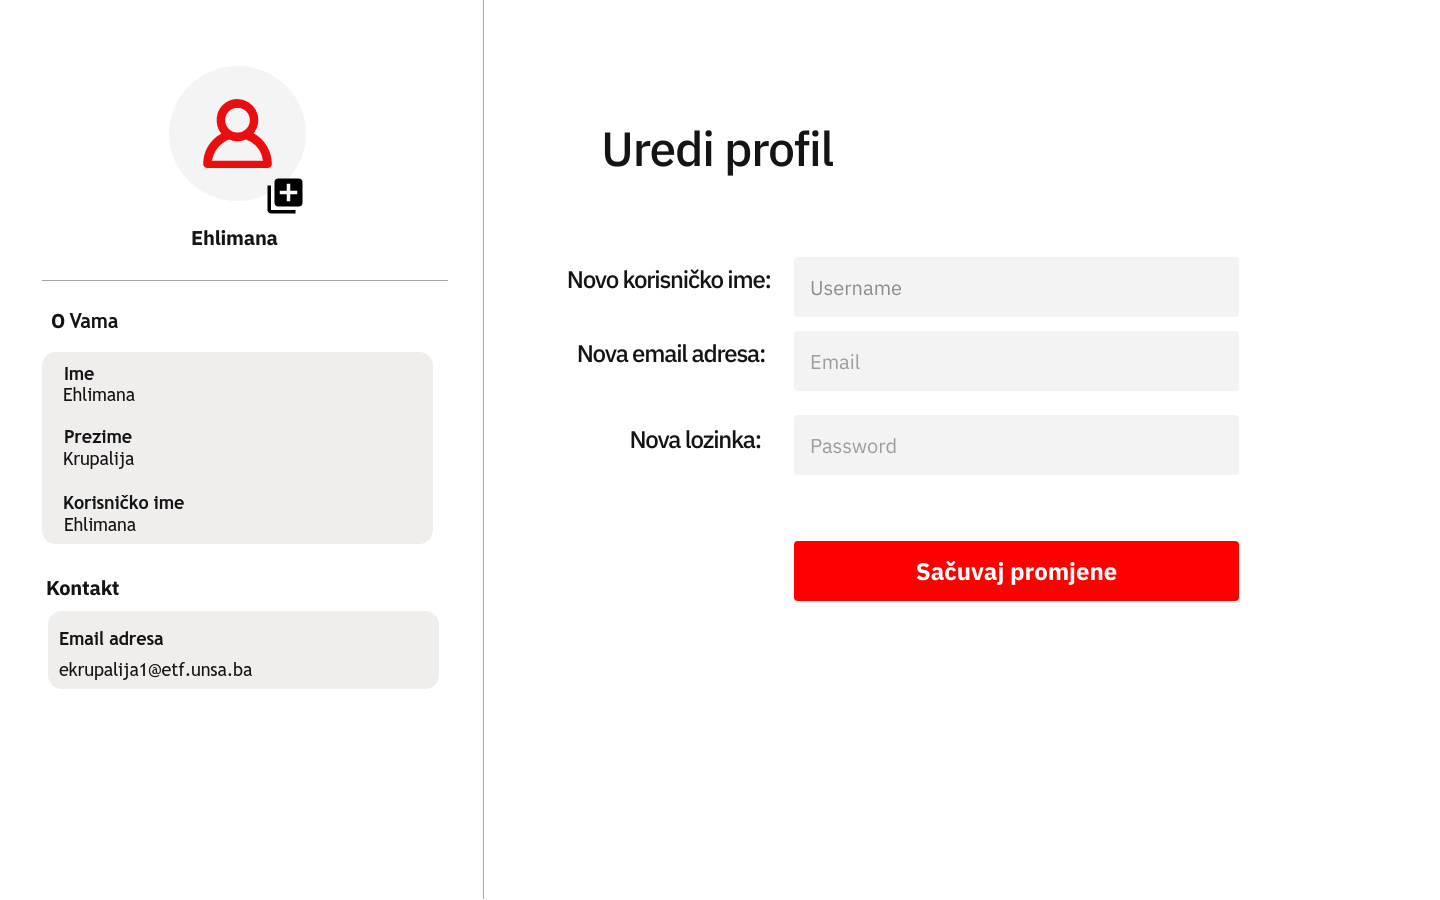 Ehlimana
O Vama
Ime
Ehlimana
Prezime
Krupalija
Korisničko ime
Ehlimana
Kontakt
Email adresa
ekrupalija1@etf.unsa.ba
Uredi profil
Novo korisničko ime:
Username
Nova email adresa:
Email
Nova lozinka:
Password
Sačuvaj promjene